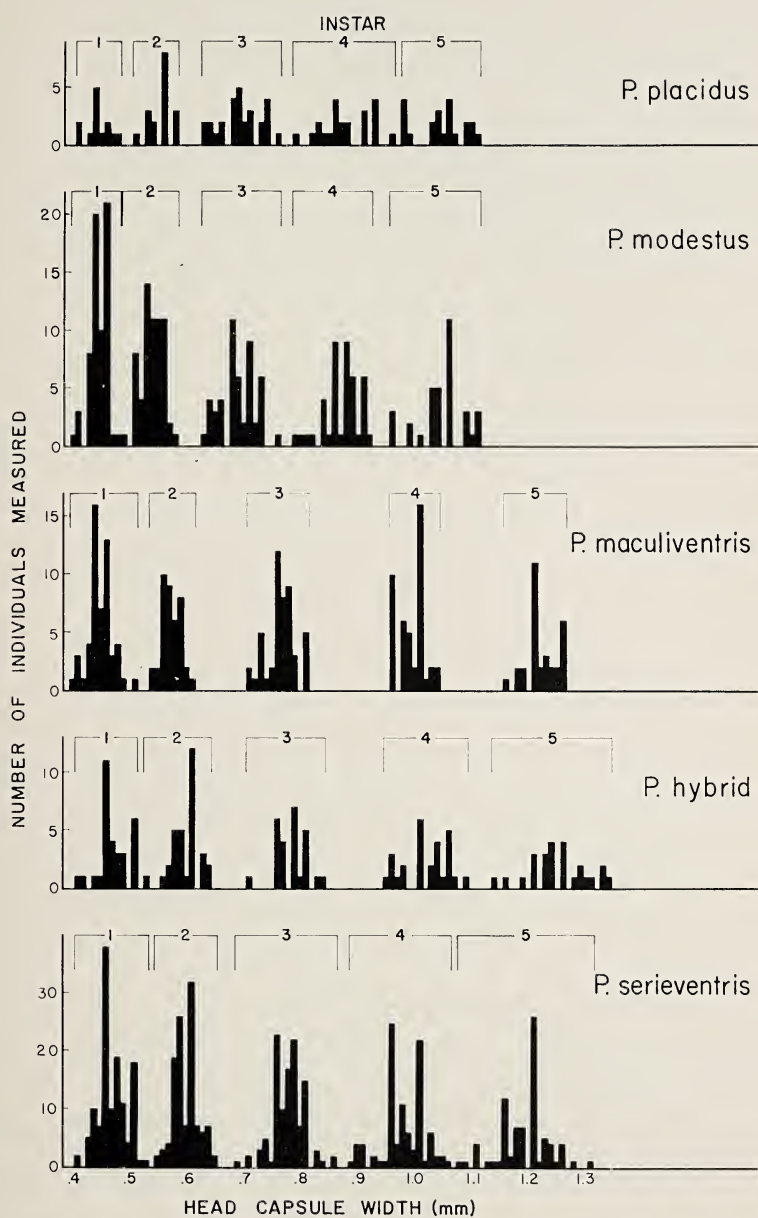 INSTAR
1 2 3 4 5
5
0
P. placidus
1 2 3 4 5
20
15
10
5
0
P. modestus
1 2 3 4 5
15
10
5
0
P. maculiventris
1 2 3 4 5
10
5
0
P. hybrid
1 2 3 4 5
30
20
10
0
P. serieventris
.4 .5 .6 .7 .8 .9 1.0 1.1 1.2 1.3
HEAD CAPSULE WIDTH (mm)
NUMBER OF INDIVIDUALS MEASURED